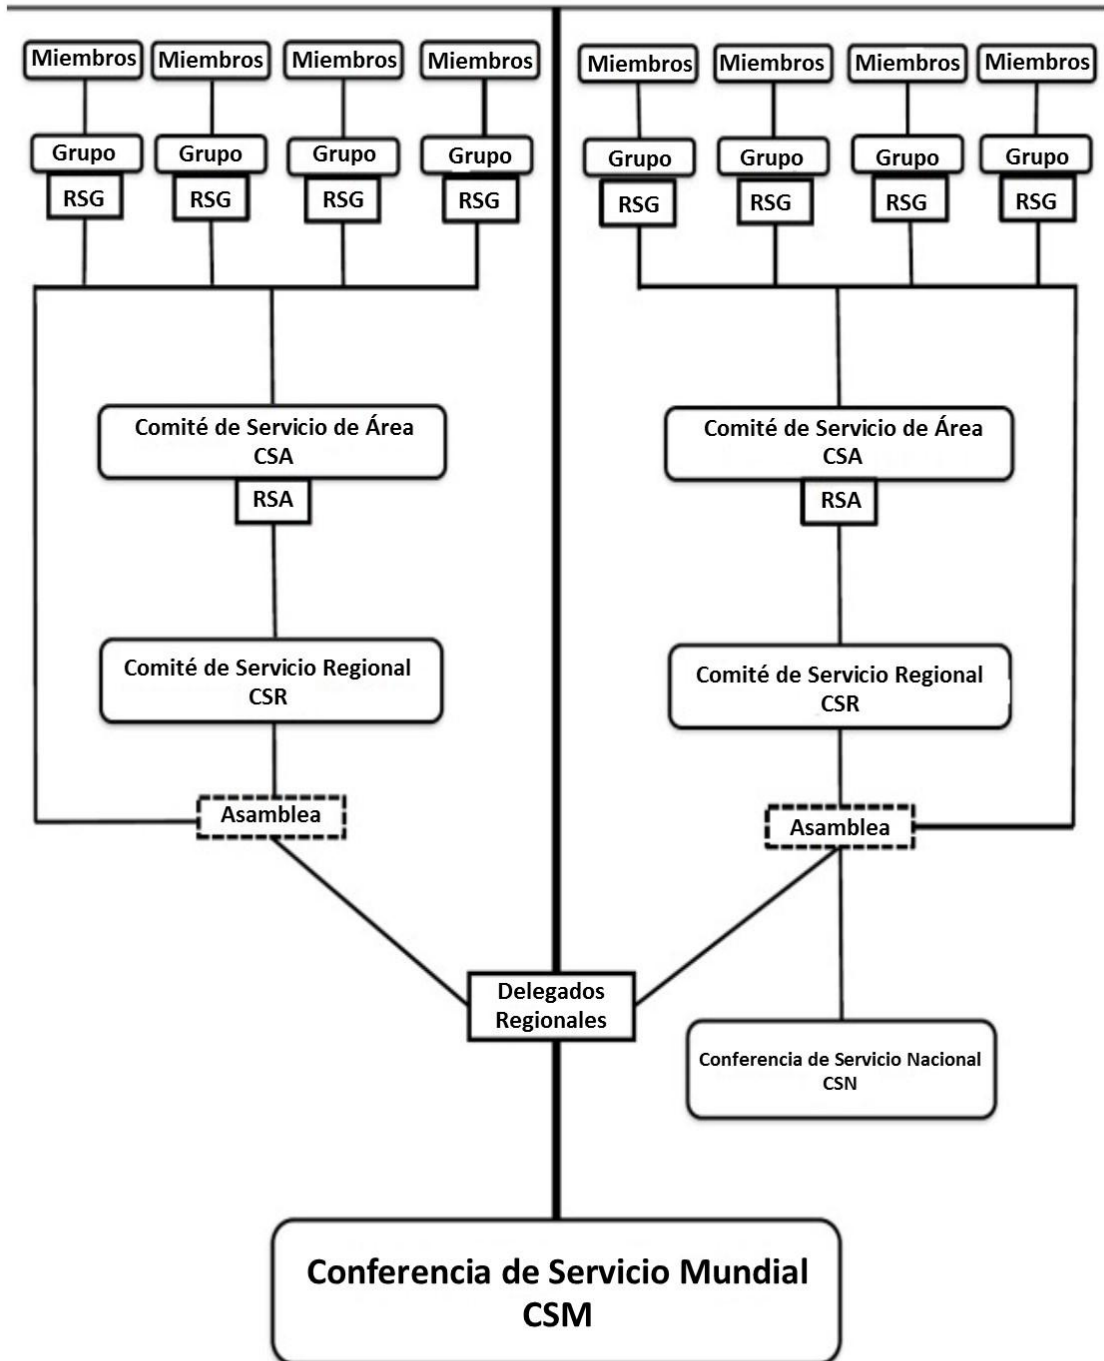 Miembros
Miembros
Miembros
Miembros
Miembros
Miembros
Miembros
Miembros
Grupo
Grupo
Grupo
Grupo
Grupo
Grupo
Grupo
Grupo
RSG
RSG
RSG
RSG
RSG
RSG
RSG
RSG
Comité de Servicio de Área
CSA
Comité de Servicio de Área
CSA
RSA
RSA
Comité de Servicio Regional
CSR
Comité de Servicio Regional
CSR
Asamblea
Asamblea
Delegados
Regionales
Conferencia de Servicio Nacional
CSN
Conferencia de Servicio Mundial
CSM